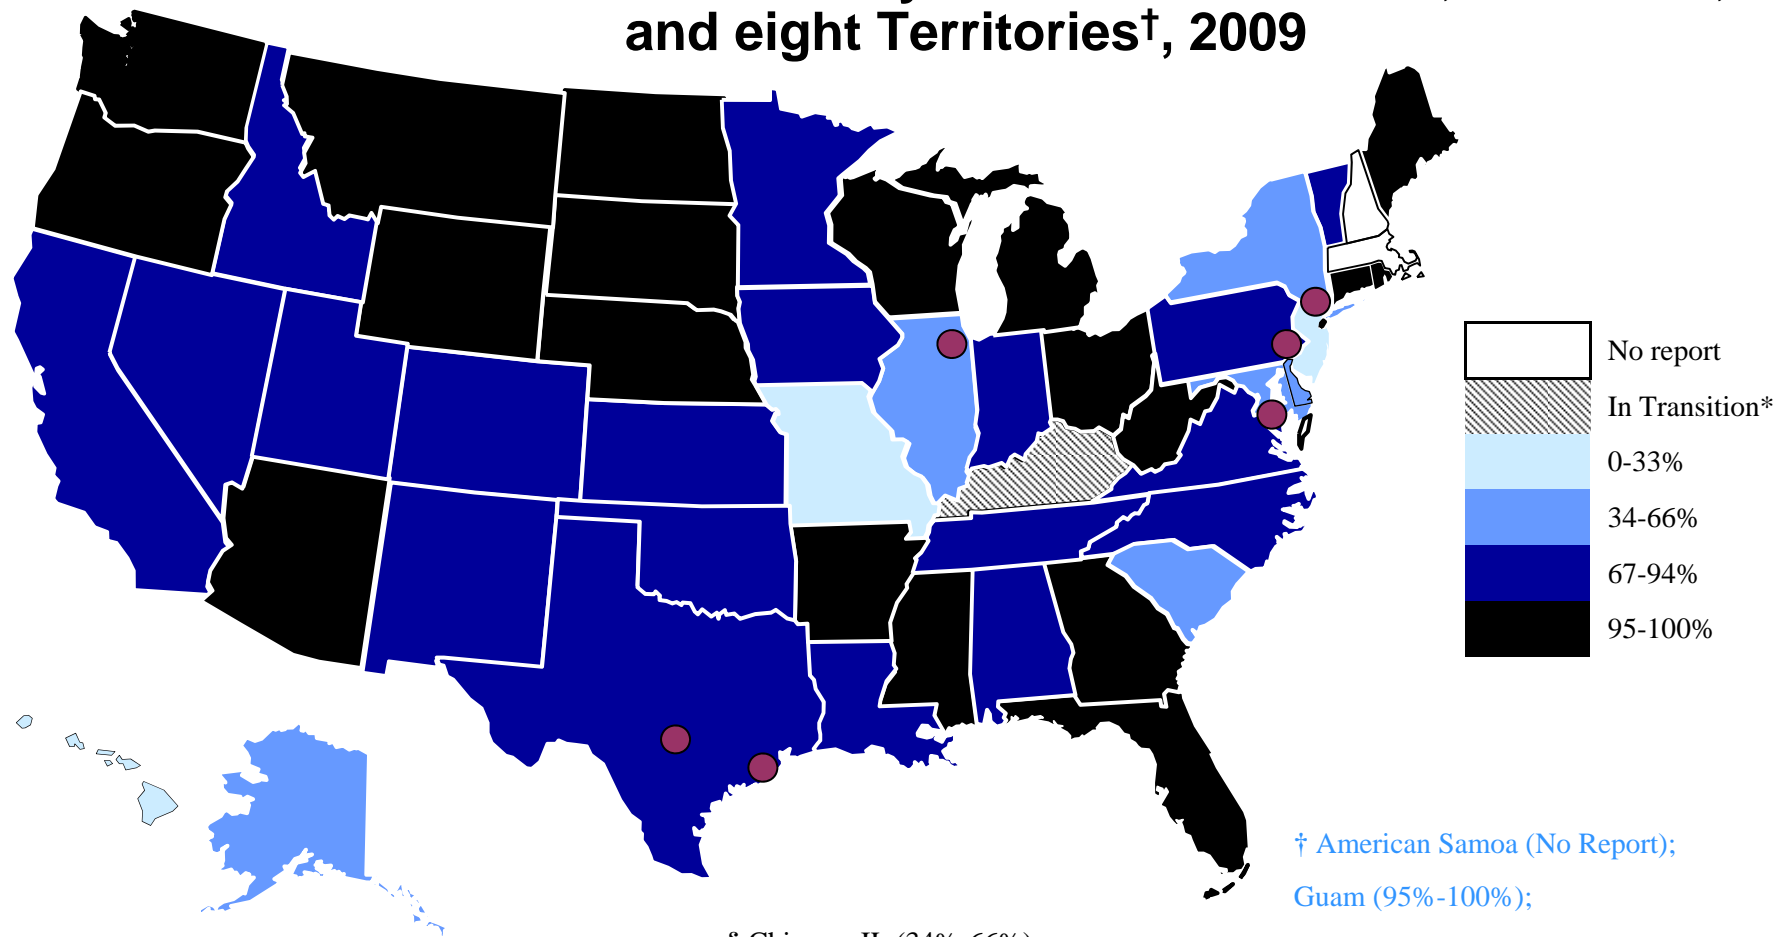 and eight Territories†, 2009
No report
In Transition*
0-33%
34-66%
67-94%
95-100%
† American Samoa (No Report);
Guam (95%-100%);